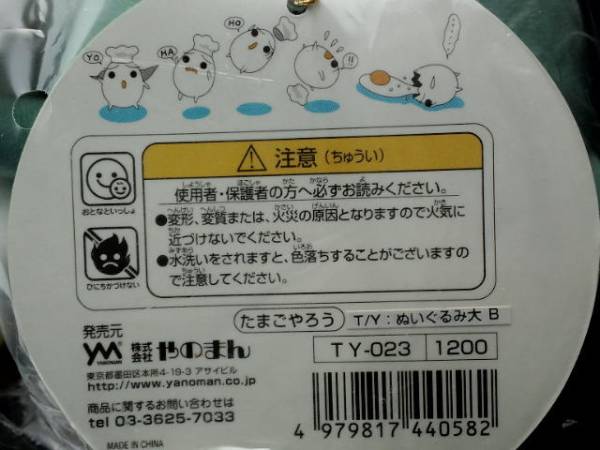 YO
HA
HO
!!
⚠ 注意(ちゅうい)
使用者・保護者の方へ必ずお読みください。
おとなといっしょ
●変形、変質または、火災の原因となりますので火気に
近づけないでください。
●水洗いをされますと、色落ちすることがございますの
で注意してください。
ひにちかづけない
たまごやろう
T/Y:ぬいぐるみ大 B
発売元
YANOMAN 株式会社 やのまん
TY-023 1200
東京都墨田区本所4-19-3 アサイビル
http://www.yanoman.co.jp
商品に関するお問い合わせは
tel 03-3625-7033
4 979817 440582
MADE IN CHINA